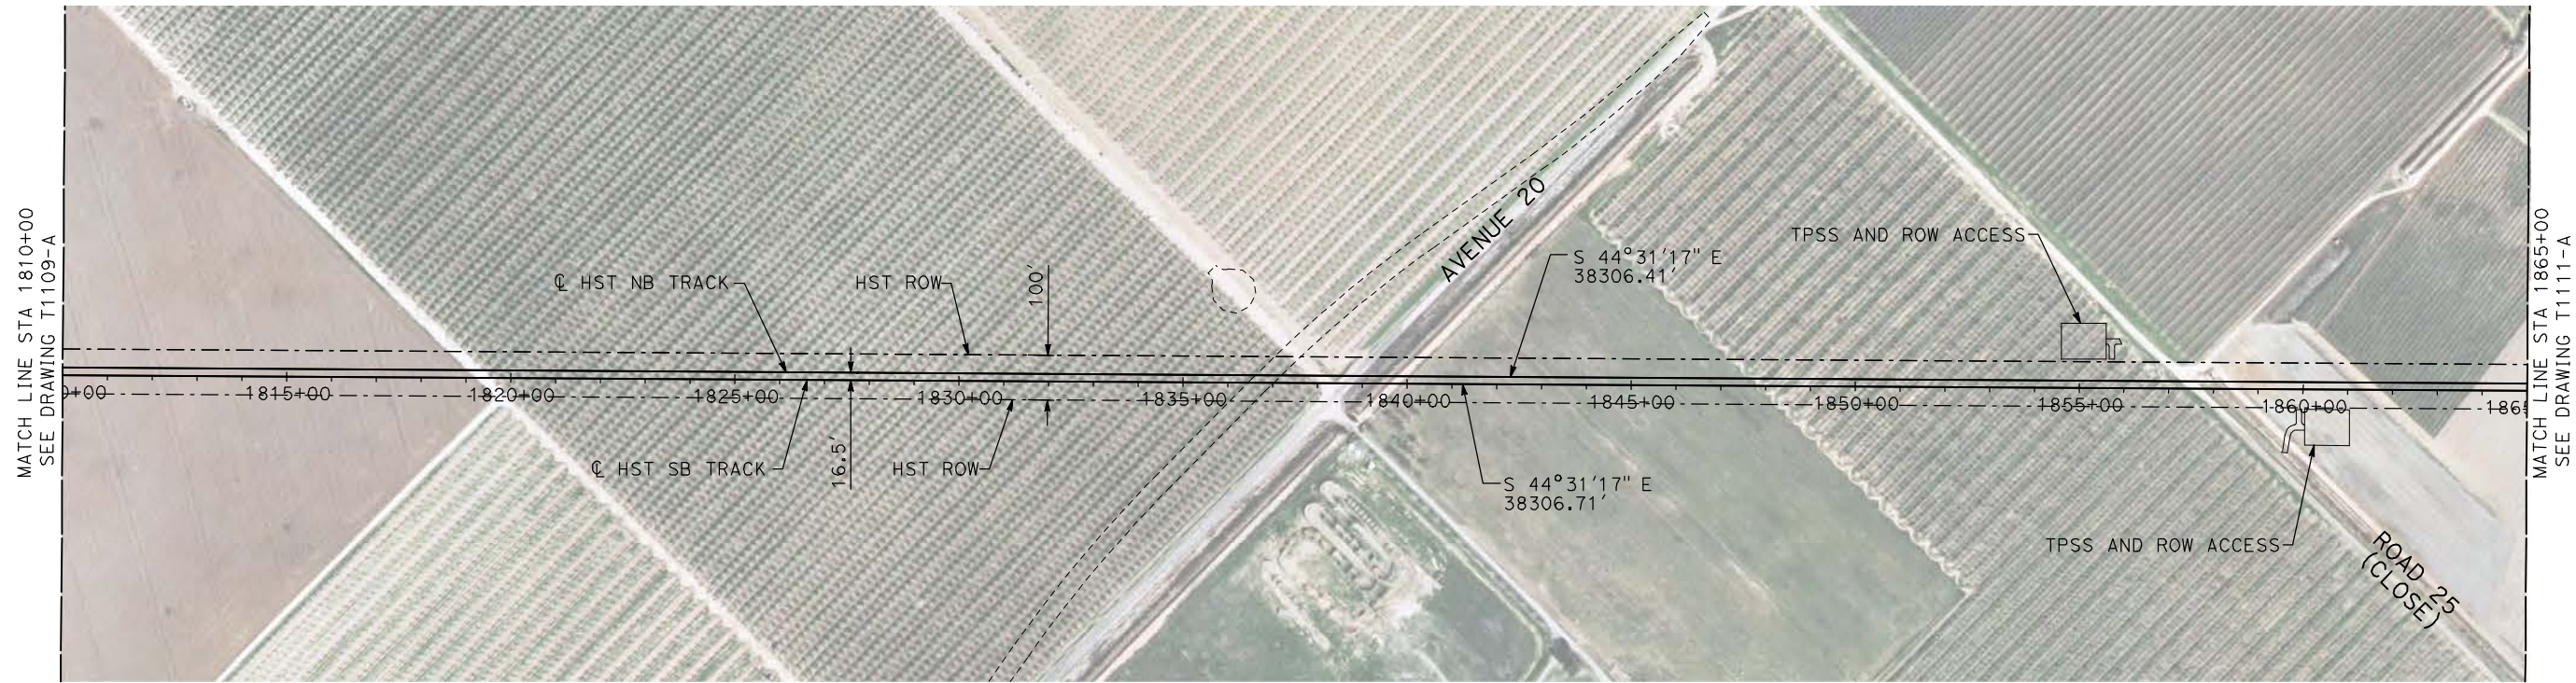 MATCH LINE STA 1810+00
SEE DRAWING T1109-A
℄ HST NB TRACK
HST ROW
100'
AVENUE 20
S 44°31'17" E
38306.41'
TPSS AND ROW ACCESS
0+00
1815+00
1820+00
1825+00
1830+00
1835+00
1840+00
1845+00
1850+00
1855+00
1860+00
1865
℄ HST SB TRACK
16.5'
HST ROW
S 44°31'17" E
38306.71'
TPSS AND ROW ACCESS
ROAD 25
(CLOSE)
MATCH LINE STA 1865+00
SEE DRAWING T1111-A